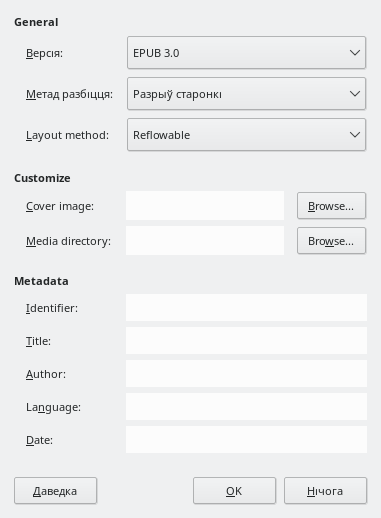 General
Версія: EPUB 3.0
Метад разбіцця: Разрыў старонкі
Layout method: Reflowable
Customize
Cover image: Browse...
Media directory: Browse...
Metadata
Identifier:
Title:
Author:
Language:
Date:
Даведка OK Нічога